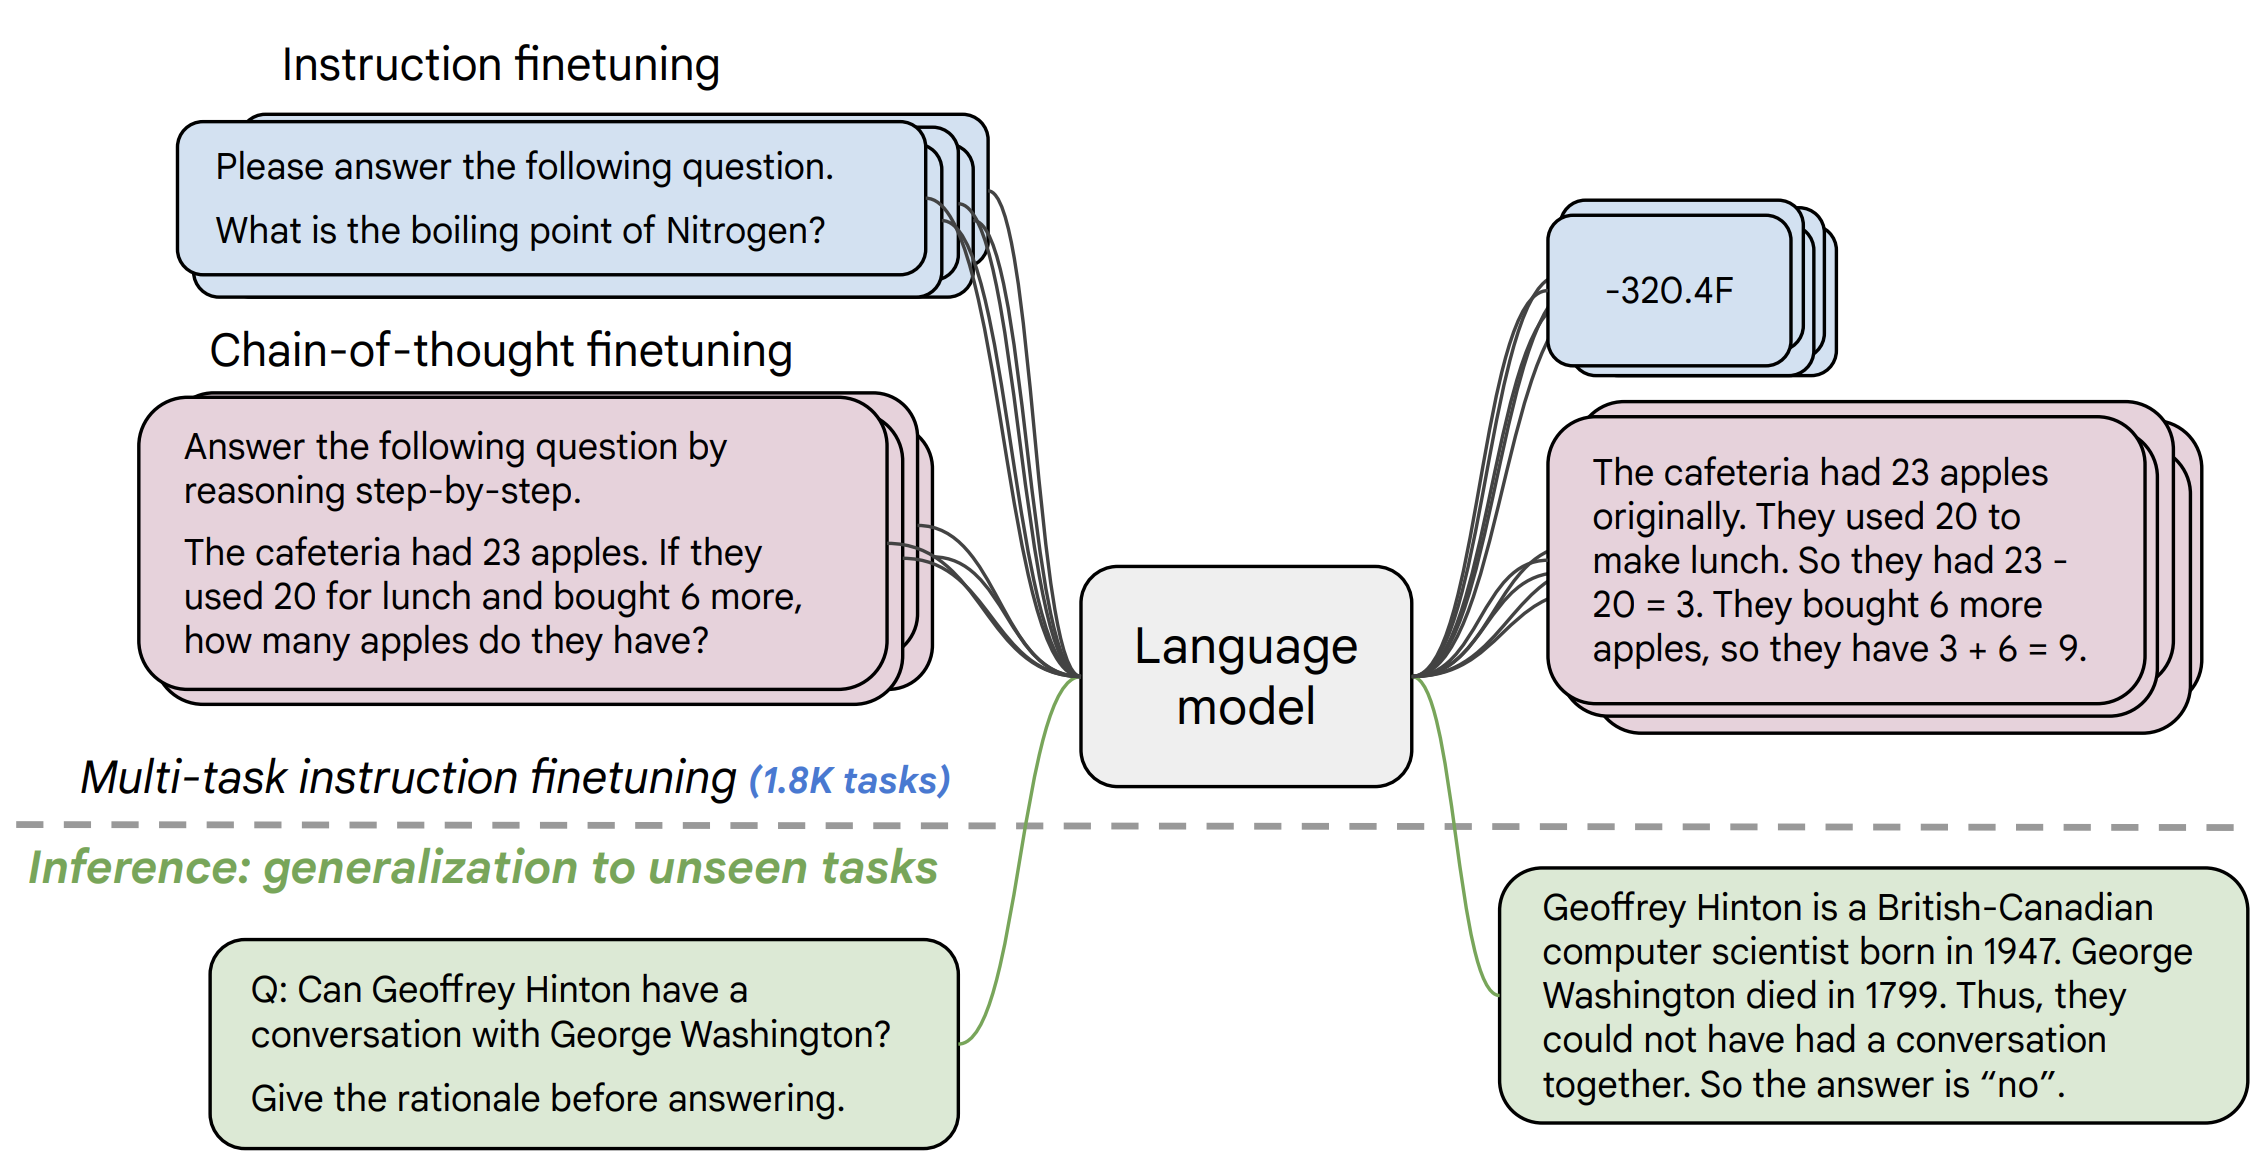 Instruction finetuning
Please answer the following question.
What is the boiling point of Nitrogen?
Chain-of-thought finetuning
Answer the following question by
reasoning step-by-step.
The cafeteria had 23 apples. If they
used 20 for lunch and bought 6 more,
how many apples do they have?
Multi-task instruction finetuning (1.8K tasks)
Inference: generalization to unseen tasks
Q: Can Geoffrey Hinton have a
conversation with George Washington?
Give the rationale before answering.
Language
model
-320.4F
The cafeteria had 23 apples
originally. They used 20 to
make lunch. So they had 23 -
20 = 3. They bought 6 more
apples, so they have 3 + 6 = 9.
Geoffrey Hinton is a British-Canadian
computer scientist born in 1947. George
Washington died in 1799. Thus, they
could not have had a conversation
together. So the answer is “no”.